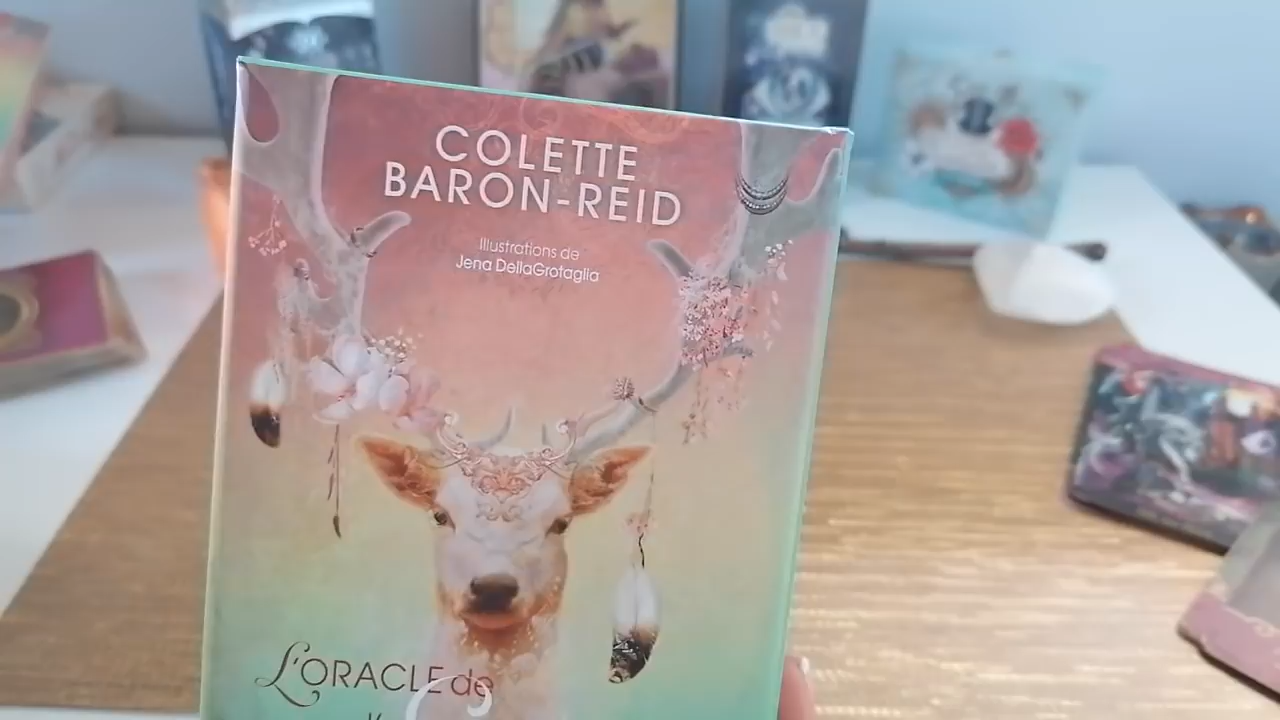 COLETTE
BARON-REID
Illustrations de
Jena DellaGrotaglia
L'ORACLE de